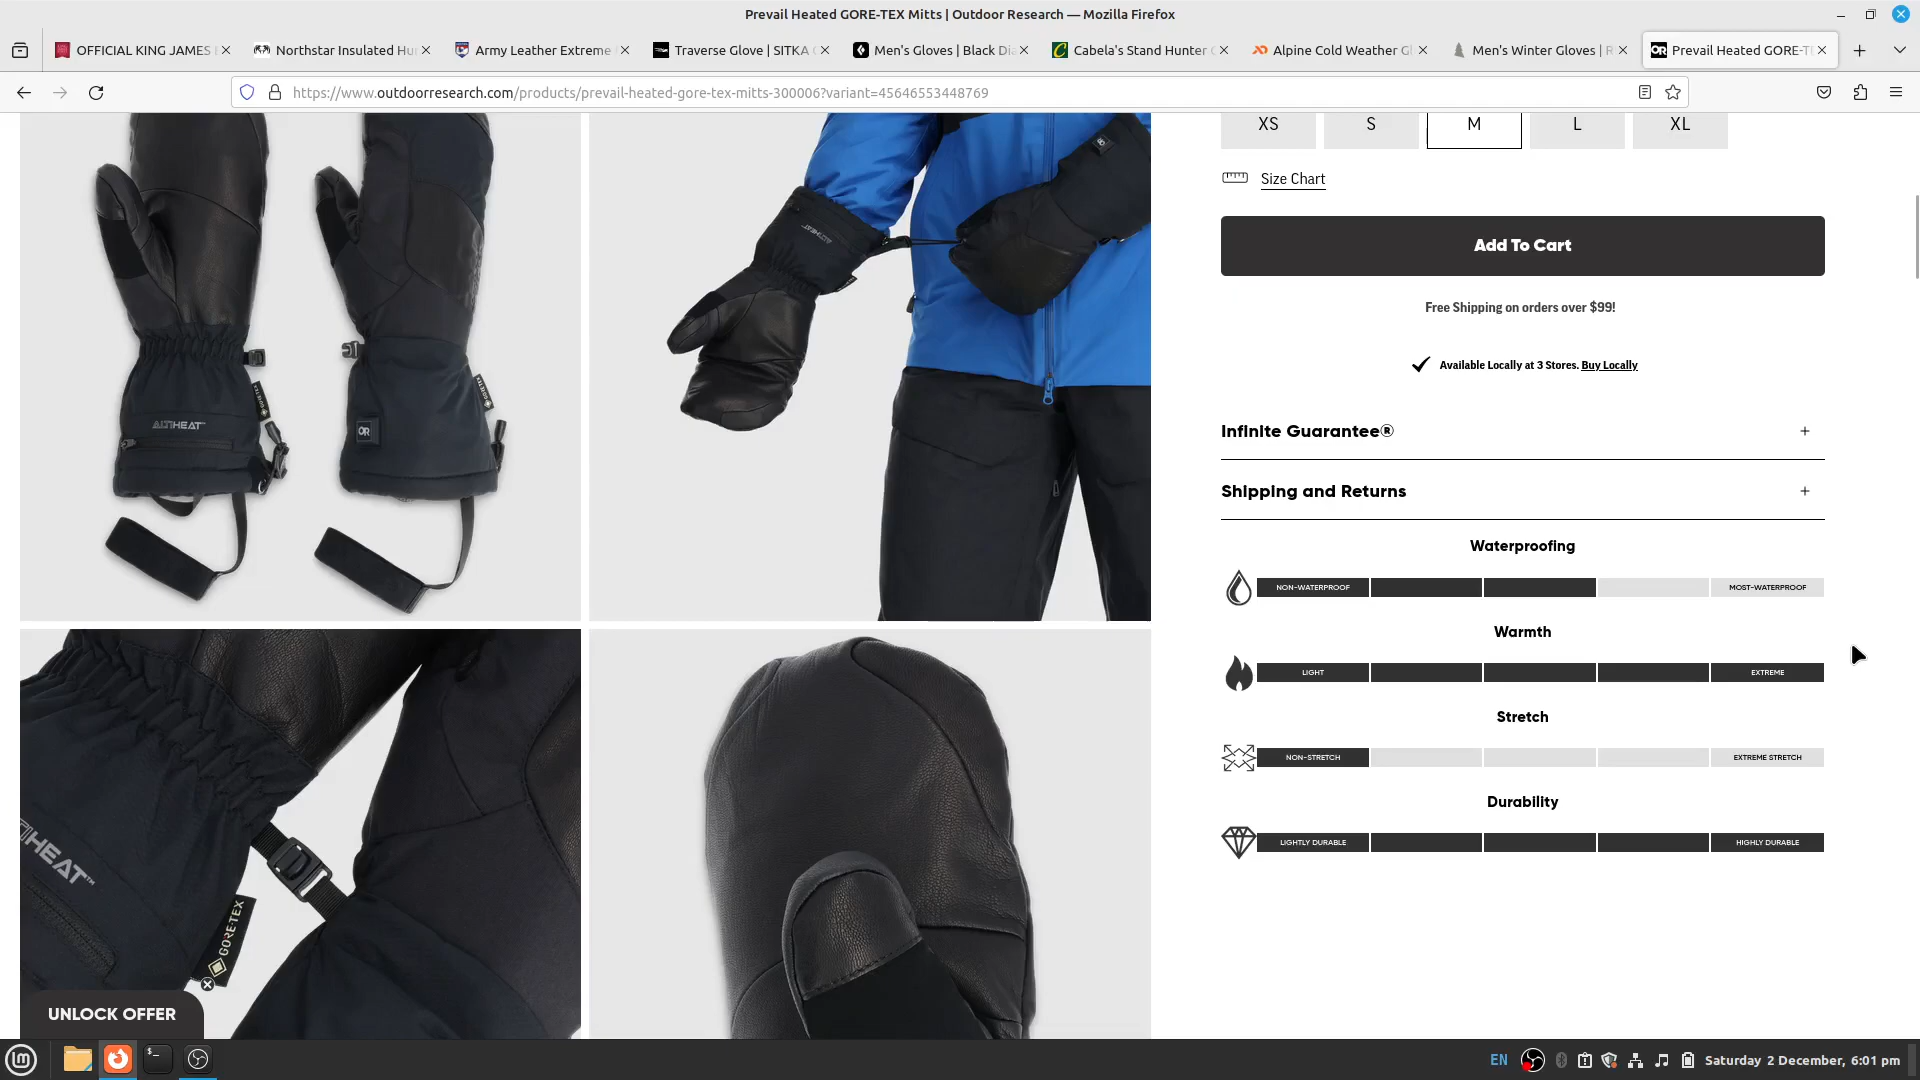 Prevail Heated GORE-TEX Mitts | Outdoor Research — Mozilla Firefox
OFFICIAL KING JAMES
Northstar Insulated Hu
Army Leather Extreme
Traverse Glove | SITKA
Men's Gloves | Black Di
Cabela's Stand Hunter
Alpine Cold Weather G
Men's Winter Gloves | R
OR
Prevail Heated GORE-T
https://www.outdoorresearch.com/products/prevail-heated-gore-tex-mitts-300006?variant=45646553448769
XS
S
M
L
XL
Size Chart
Add To Cart
Free Shipping on orders over $99!
Available Locally at 3 Stores. Buy Locally
Infinite Guarantee®
+
Shipping and Returns
+
Waterproofing
NON-WATERPROOF
MOST-WATERPROOF
Warmth
LIGHT
EXTREME
Stretch
NON-STRETCH
EXTREME STRETCH
Durability
LIGHTLY DURABLE
HIGHLY DURABLE
ALTIHEAT™
OR
GORE-TEX
HEAT™
GORE-TEX
UNLOCK OFFER
EN
Saturday 2 December, 6:01 pm